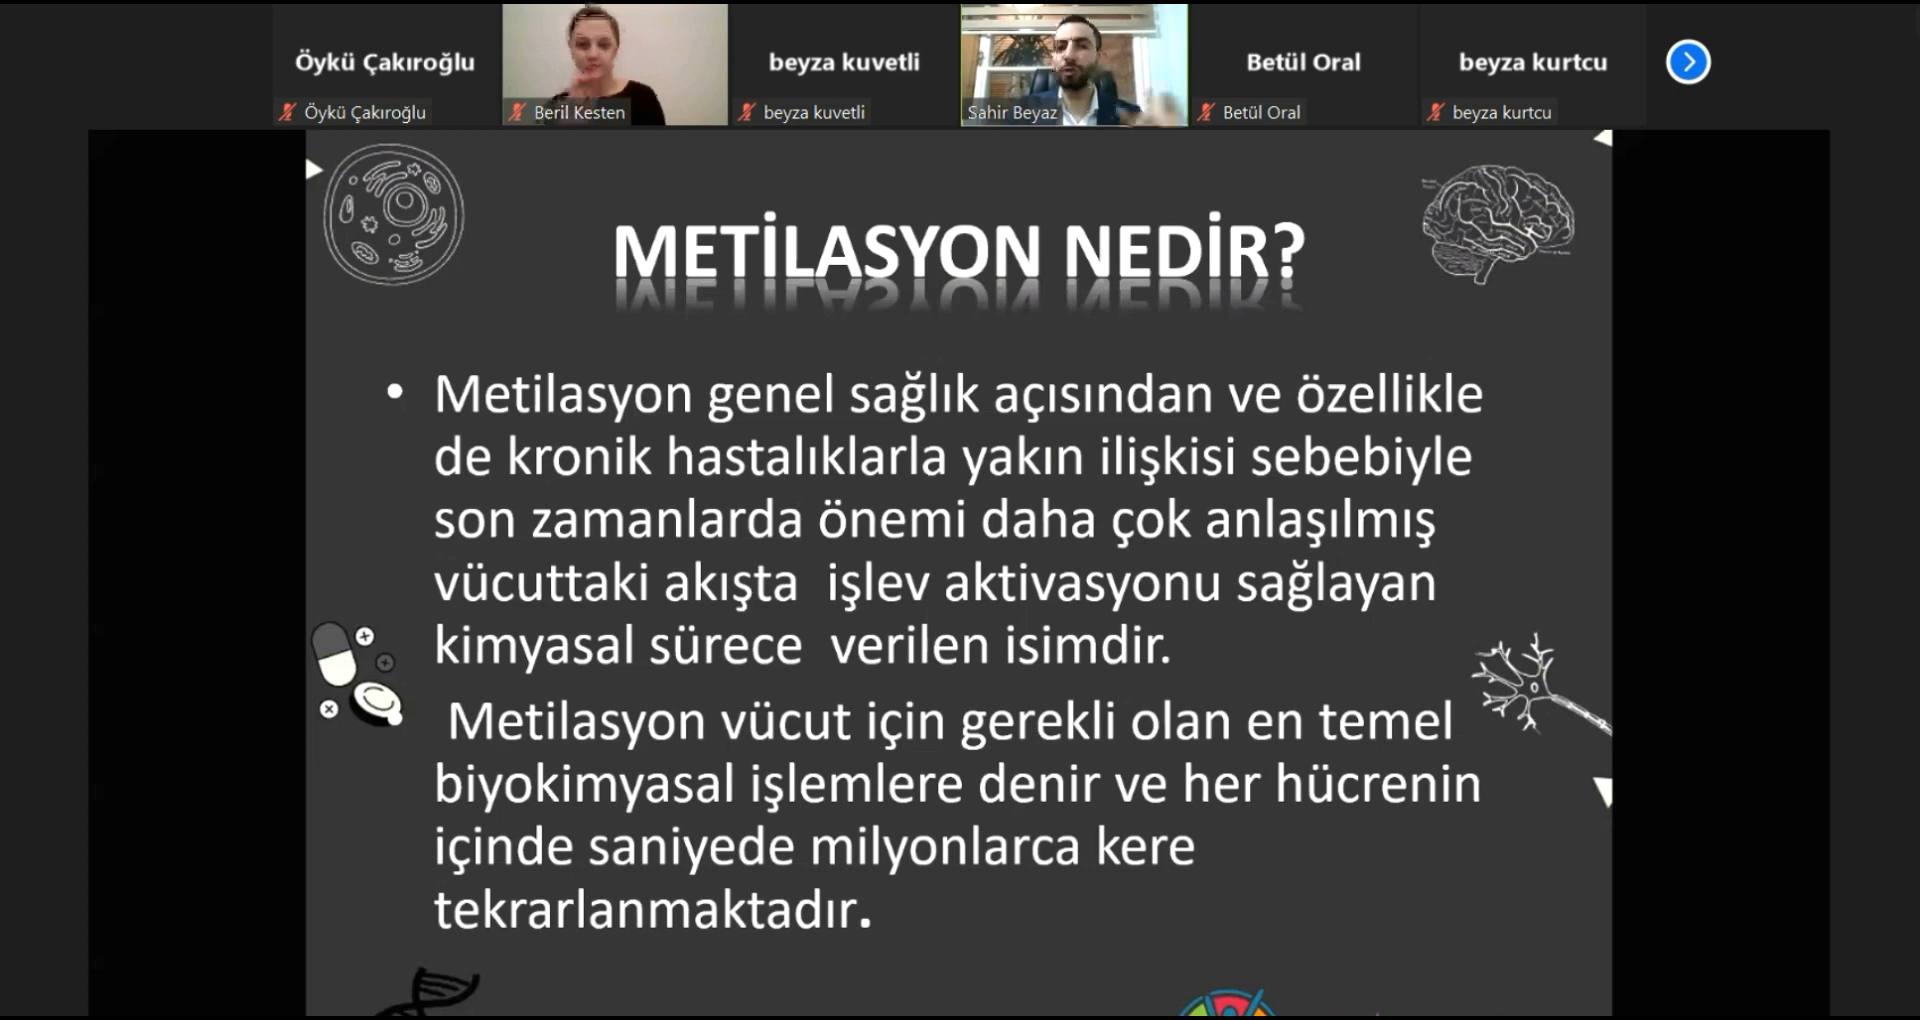 Öykü Çakıroğlu
beyza kuvetli
Betül Oral
beyza kurtcu
Öykü Çakıroğlu
Beril Kesten
beyza kuvetli
Sahir Beyaz
Betül Oral
beyza kurtcu
METİLASYON NEDİR?
• Metilasyon genel sağlık açısından ve özellikle
de kronik hastalıklarla yakın ilişkisi sebebiyle
son zamanlarda önemi daha çok anlaşılmış
vücuttaki akışta  işlev aktivasyonu sağlayan
kimyasal sürece  verilen isimdir.
Metilasyon vücut için gerekli olan en temel
biyokimyasal işlemlere denir ve her hücrenin
içinde saniyede milyonlarca kere
tekrarlanmaktadır.